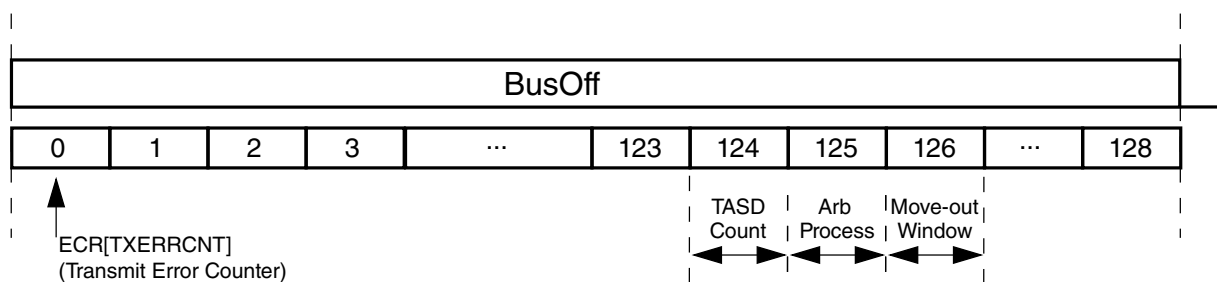 BusOff
0 1 2 3 ... 123 124 125 126 ... 128
TASD Arb Move-out
Count Process Window
ECR[TXERRCNT]
(Transmit Error Counter)